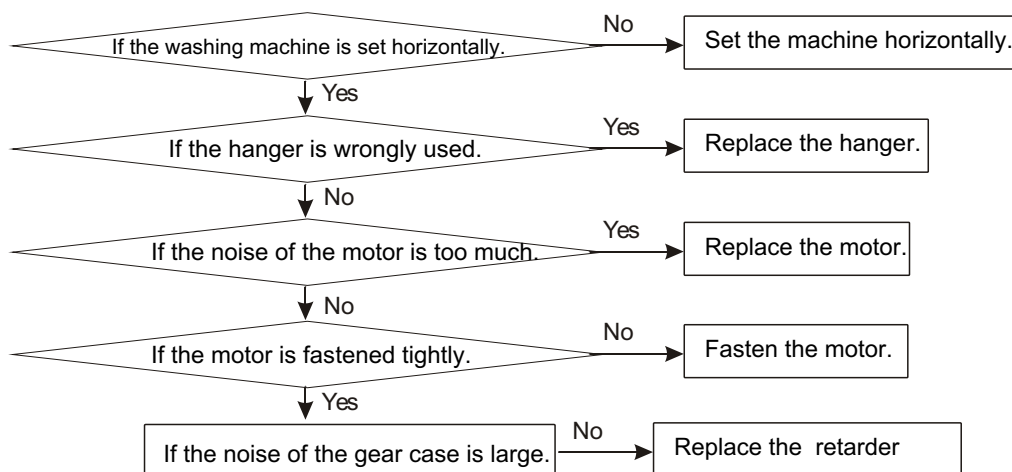 If the washing machine is set horizontally.
No
Set the machine horizontally.
Yes
If the hanger is wrongly used.
Yes
Replace the hanger.
No
If the noise of the motor is too much.
Yes
Replace the motor.
No
If the motor is fastened tightly.
No
Fasten the motor.
Yes
If the noise of the gear case is large.
No
Replace the retarder